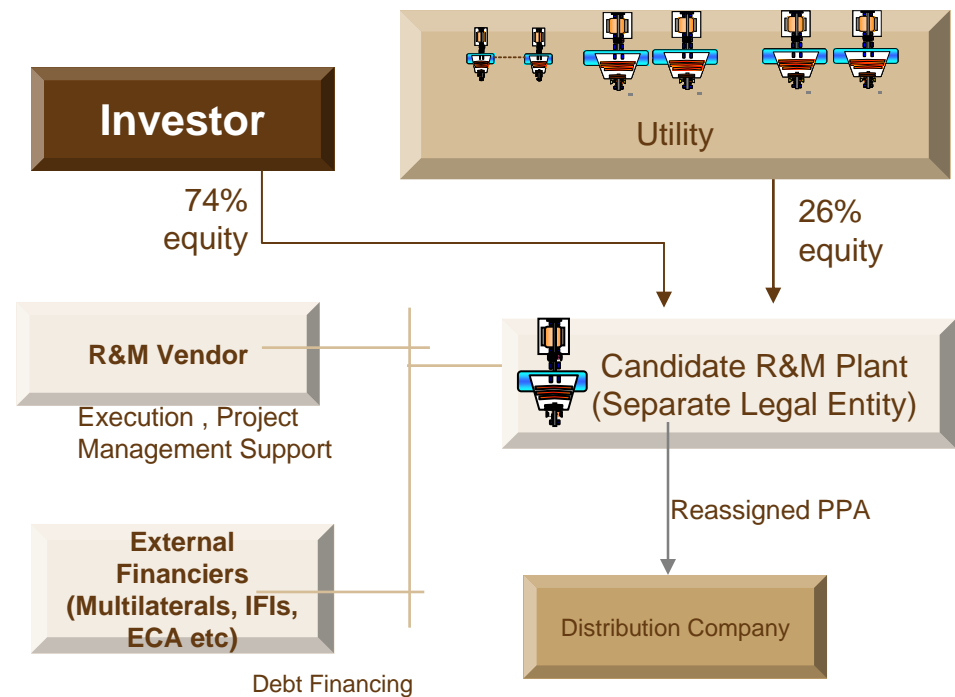 Investor
Utility
74%
equity
26%
equity
R&M Vendor
Execution , Project
Management Support
Candidate R&M Plant
(Separate Legal Entity)
Reassigned PPA
External
Financiers
(Multilaterals, IFIs,
ECA etc)
Distribution Company
Debt Financing